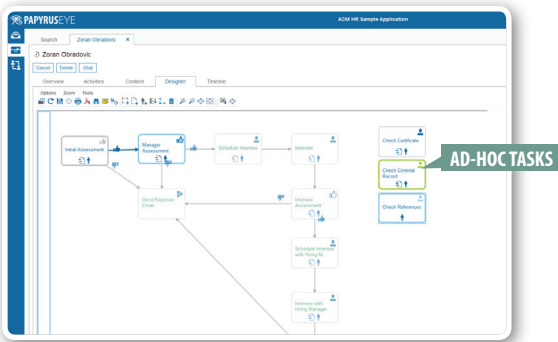 PAPYRUSEYE
ACIM HR Sample Application
Search
Zoran Obradovic ×
Zoran Obradovic
Cancel Delete Chat
Overview Activities Content Designer Timeline
Options Zoom Tools
Initial Assessment
Manager
Assessment
Schedule Interview
Interview
Check Certificate
Check Criminal
Record
AD-HOC TASKS
Check References
Send Rejection
Email
Interview
Assessment
Schedule Interview
with Hiring M
Interview with
Hiring Manager